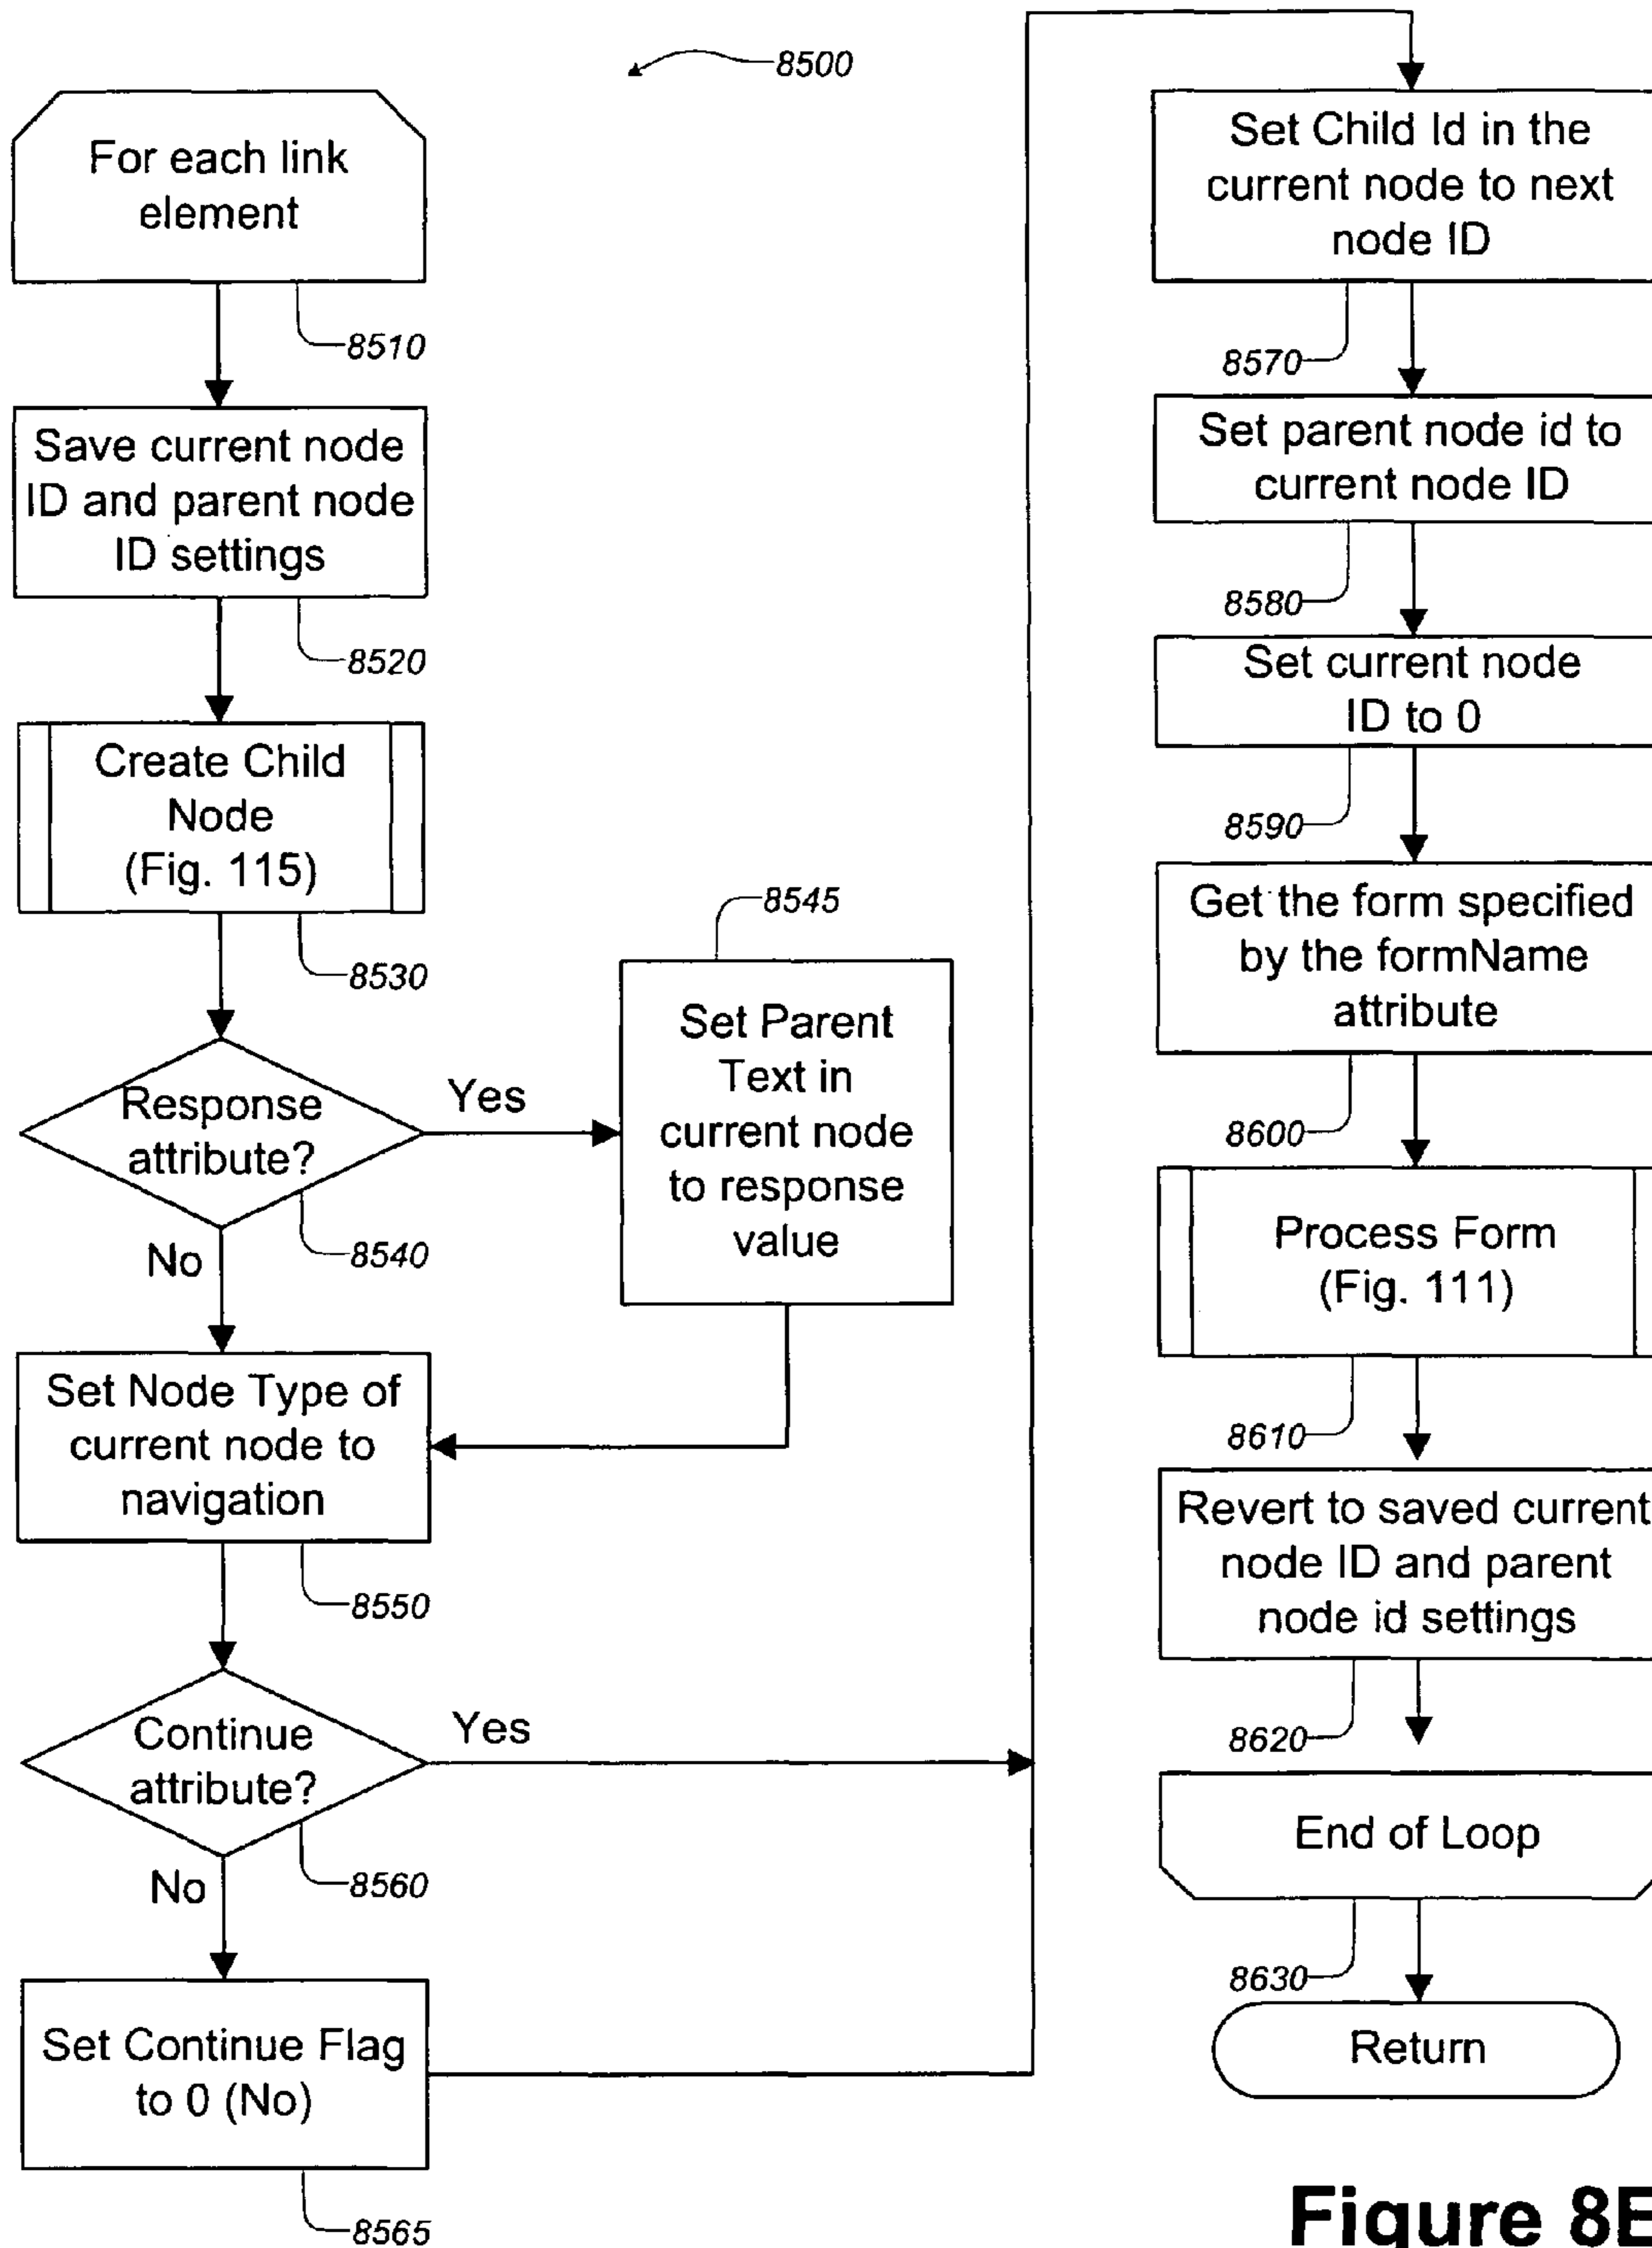 8500
For each link
element
8510
Save current node
ID and parent node
ID settings
8520
Create Child
Node
(Fig. 115)
8530
Response
attribute?
Yes
No
8540
8545
Set Parent
Text in
current node
to response
value
Set Node Type of
current node to
navigation
8550
Continue
attribute?
Yes
No
8560
Set Continue Flag
to 0 (No)
8565
Set Child Id in the
current node to next
node ID
8570
Set parent node id to
current node ID
8580
Set current node
ID to 0
8590
Get the form specified
by the formName
attribute
8600
Process Form
(Fig. 111)
8610
Revert to saved current
node ID and parent
node id settings
8620
End of Loop
8630
Return
Figure 8E